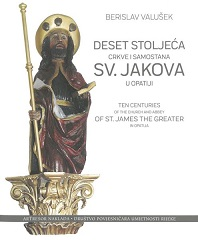 BERISLAV VALUŠEK
DESET STOLJEĆA
CRKVE I SAMOSTANA
SV. JAKOVA
U OPATIJI
TEN CENTURIES
OF THE CHURCH AND ABBEY
OF ST. JAMES THE GREATER
IN OPATIJA
ARTRESOR NAKLADA • DRUŠTVO POVJESNIČARA UMJETNOSTI RIJEKE